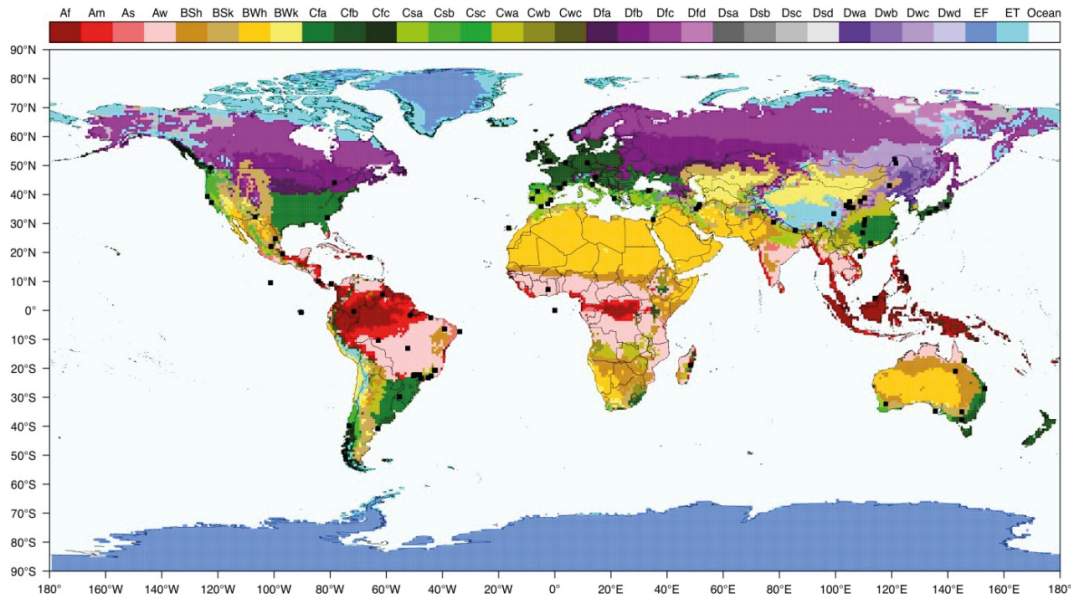 Af Am As Aw BSh BSk BWh BWk Cfa Cfb Cfc Csa Csb Csc Cwa Cwb Cwc Dfa Dfb Dfc Dfd Dsa Dsb Dsc Dsd Dwa Dwb Dwc Dwd EF ET Ocean
90°N
80°N
70°N
60°N
50°N
40°N
30°N
20°N
10°N
0°
10°S
20°S
30°S
40°S
50°S
60°S
70°S
80°S
90°S
180° 160°W 140°W 120°W 100°W 80°W 60°W 40°W 20°W 0° 20°E 40°E 60°E 80°E 100°E 120°E 140°E 160°E 180°